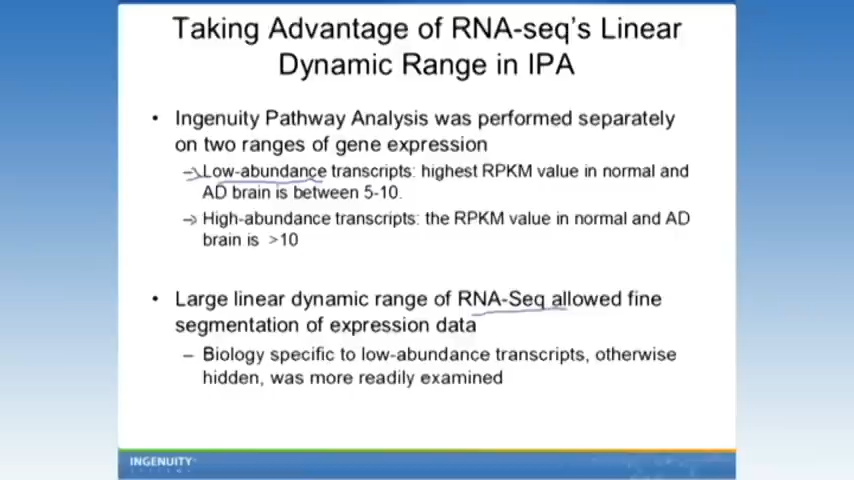 Taking Advantage of RNA-seq's Linear
Dynamic Range in IPA
• Ingenuity Pathway Analysis was performed separately
on two ranges of gene expression
– Low-abundance transcripts: highest RPKM value in normal and
AD brain is between 5-10.
– High-abundance transcripts: the RPKM value in normal and AD
brain is >10
• Large linear dynamic range of RNA-Seq allowed fine
segmentation of expression data
– Biology specific to low-abundance transcripts, otherwise
hidden, was more readily examined
INGENUITY
SYSTEMS